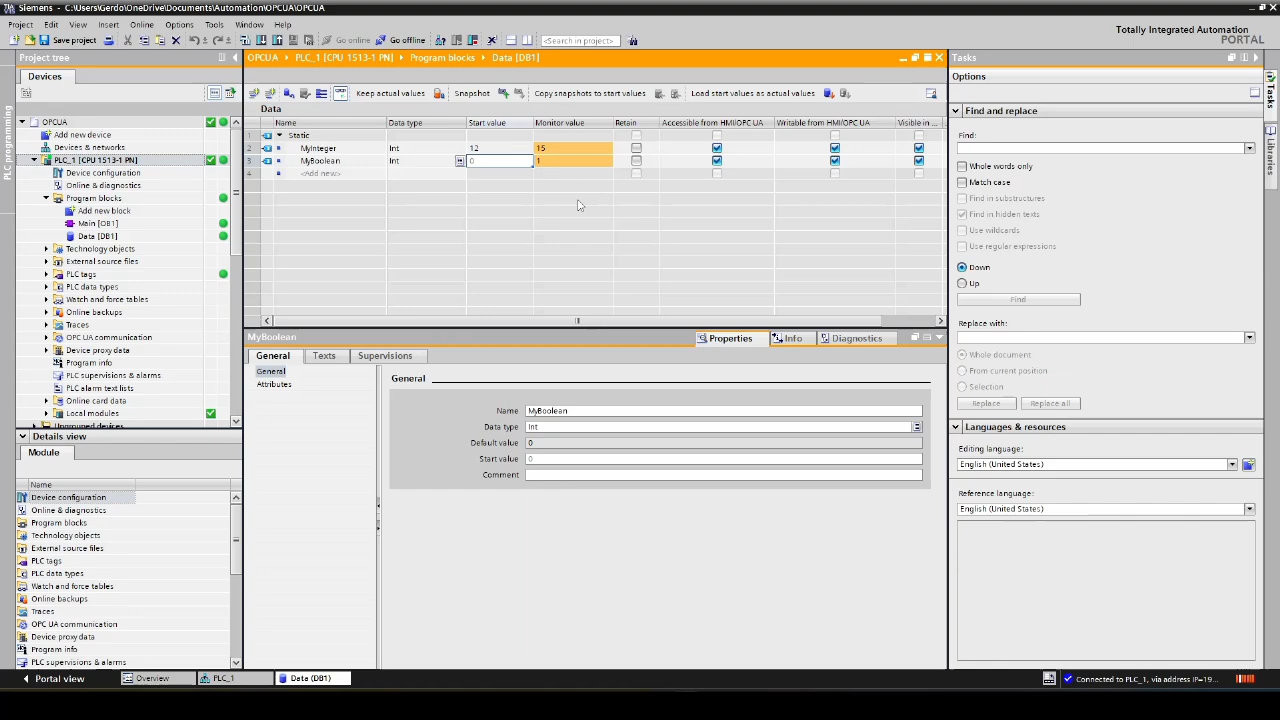 Siemens - C:\Users\Gerdo\OneDrive\Documents\Automation\OPCUA\OPCUA
Project Edit View Insert Online Options Tools Window Help
Totally Integrated Automation
PORTAL
Save project Go online Go offline <Search in project>
Project tree
OPCUA PLC_1 [CPU 1513-1 PN] Program blocks Data [DB1]
Tasks
Devices
Options
Keep actual values Snapshot Copy snapshots to start values Load start values as actual values
Data
Name Data type Start value Monitor value Retain Accessible from HMI/OPC UA Writable from HMI/OPC UA Visible in
1 Static
2 MyInteger Int 12 15
3 MyBoolean Int 0 1
4 <Add new>
PLC programming
OPCUA
Add new device
Devices & networks
PLC_1 [CPU 1513-1 PN]
Device configuration
Online & diagnostics
Program blocks
Add new block
Main [OB1]
Data [DB1]
Technology objects
External source files
PLC tags
PLC data types
Watch and force tables
Online backups
Traces
OPC UA communication
Device proxy data
Program info
PLC supervisions & alarms
PLC alarm text lists
Online card data
Local modules
Ungrouped devices
Details view
Module
Name
Device configuration
Online & diagnostics
Program blocks
Technology objects
External source files
PLC tags
PLC data types
Watch and force tables
Online backups
Traces
OPC UA communication
Device proxy data
Program info
PLC supervisions & alarms
MyBoolean
Properties Info Diagnostics
General Texts Supervisions
General
Attributes
General
Name MyBoolean
Data type Int
Default value 0
Start value 0
Comment
Find and replace
Find:
Whole words only
Match case
Find in substructures
Find in hidden texts
Use wildcards
Use regular expressions
Down
Up
Find
Replace with:
Whole document
From current position
Selection
Replace Replace all
Languages & resources
Editing language:
English (United States)
Reference language:
English (United States)
Tasks
Libraries
Portal view Overview PLC_1 Data (DB1)
Connected to PLC_1, via address IP=19...